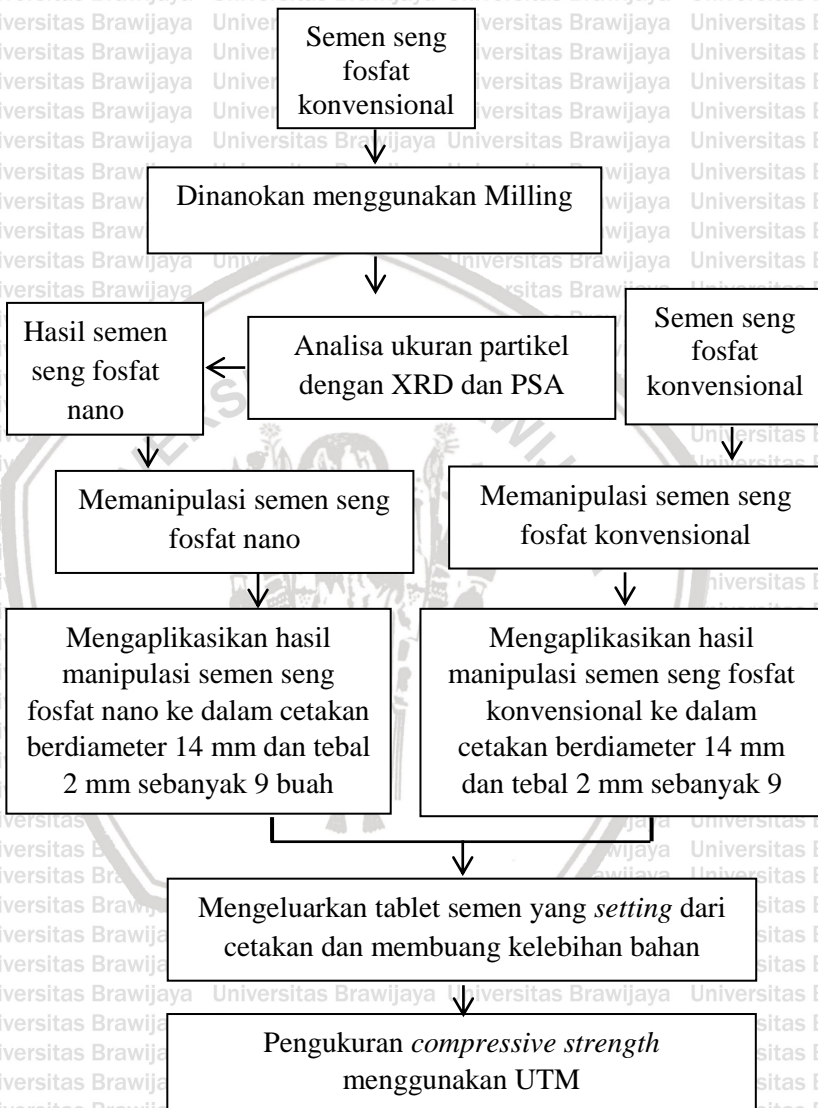 Semen seng
fosfat
konvensional
Dinanokan menggunakan Milling
Analisa ukuran partikel
dengan XRD dan PSA
Hasil semen
seng fosfat
nano
Semen seng
fosfat
konvensional
Memanipulasi semen seng
fosfat nano
Memanipulasi semen seng
fosfat konvensional
Mengaplikasikan hasil
manipulasi semen seng
fosfat nano ke dalam cetakan
berdiameter 14 mm dan tebal
2 mm sebanyak 9 buah
Mengaplikasikan hasil
manipulasi semen seng fosfat
konvensional ke dalam
cetakan berdiameter 14 mm
dan tebal 2 mm sebanyak 9
Mengeluarkan tablet semen yang setting dari
cetakan dan membuang kelebihan bahan
Pengukuran compressive strength
menggunakan UTM